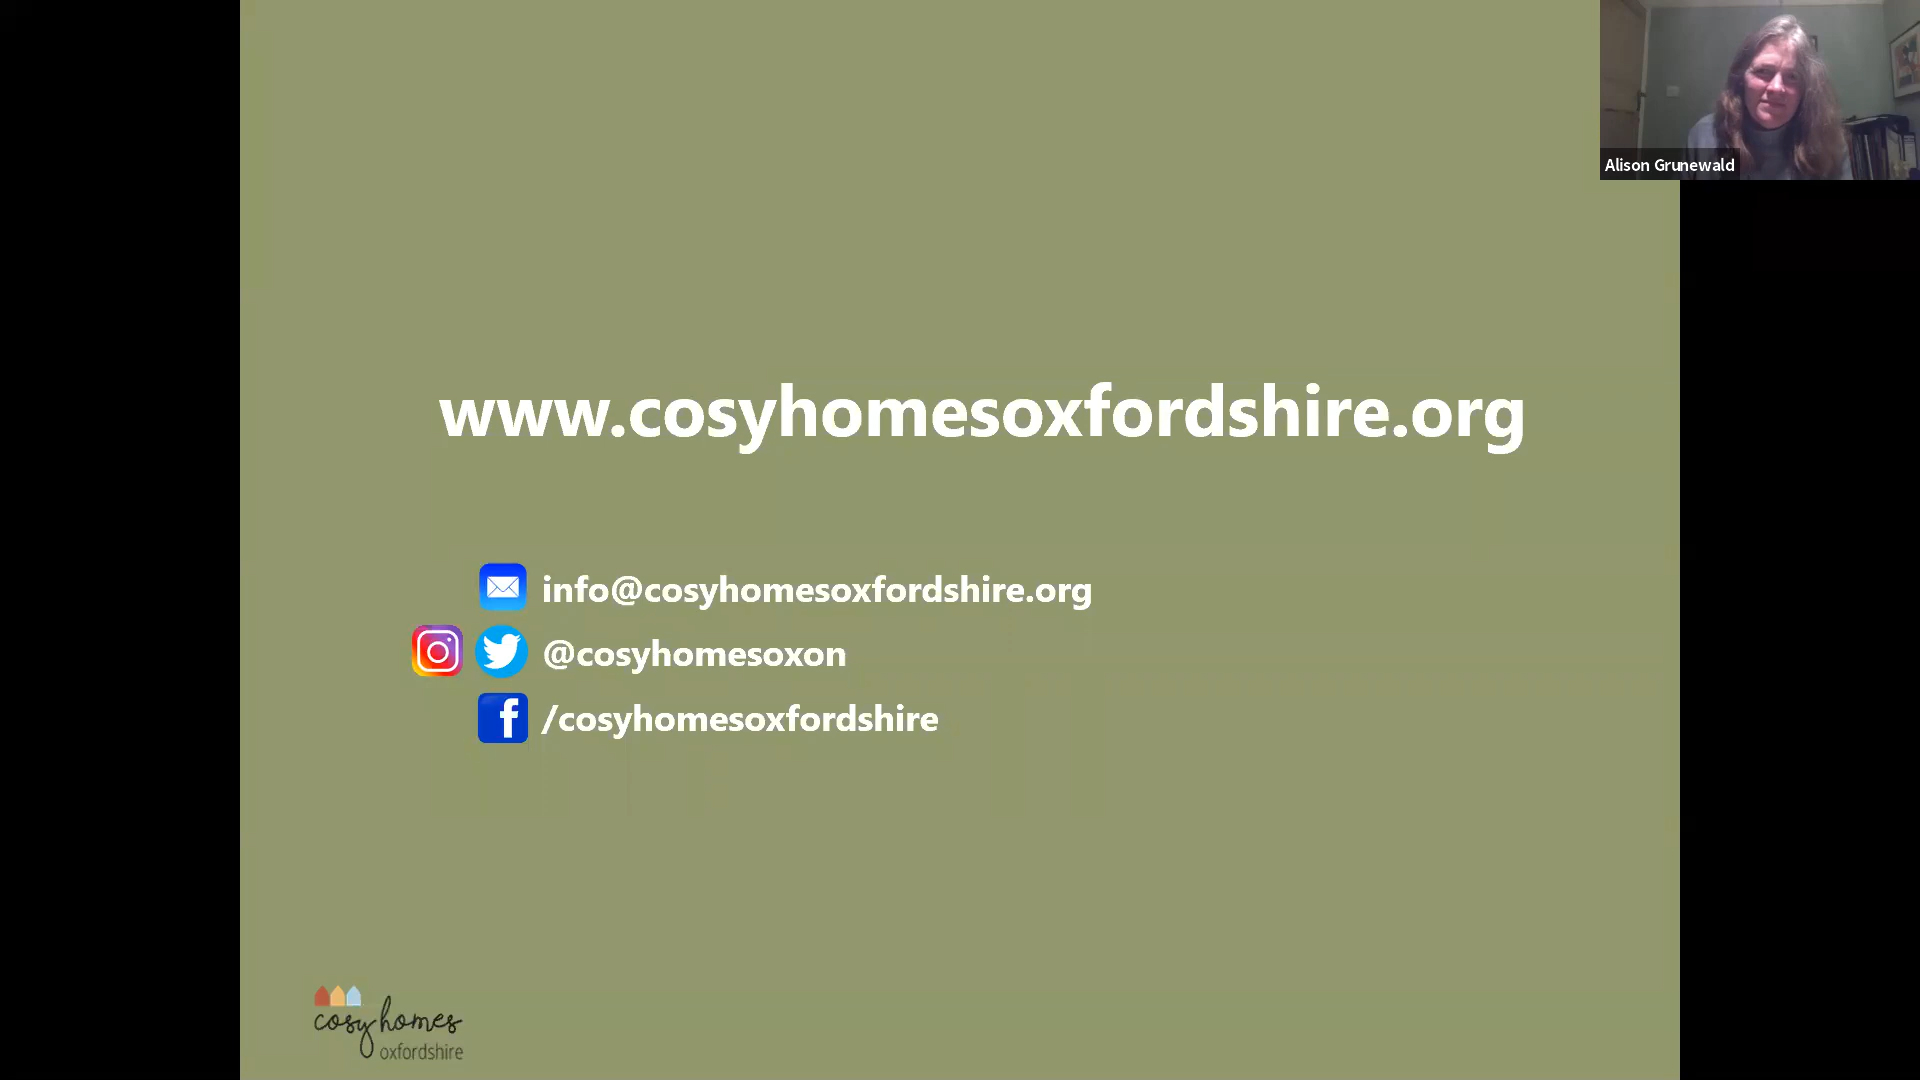 Alison Grunewald
www.cosyhomesoxfordshire.org
info@cosyhomesoxfordshire.org
@cosyhomesoxon
/cosyhomesoxfordshire
cosy homes
oxfordshire